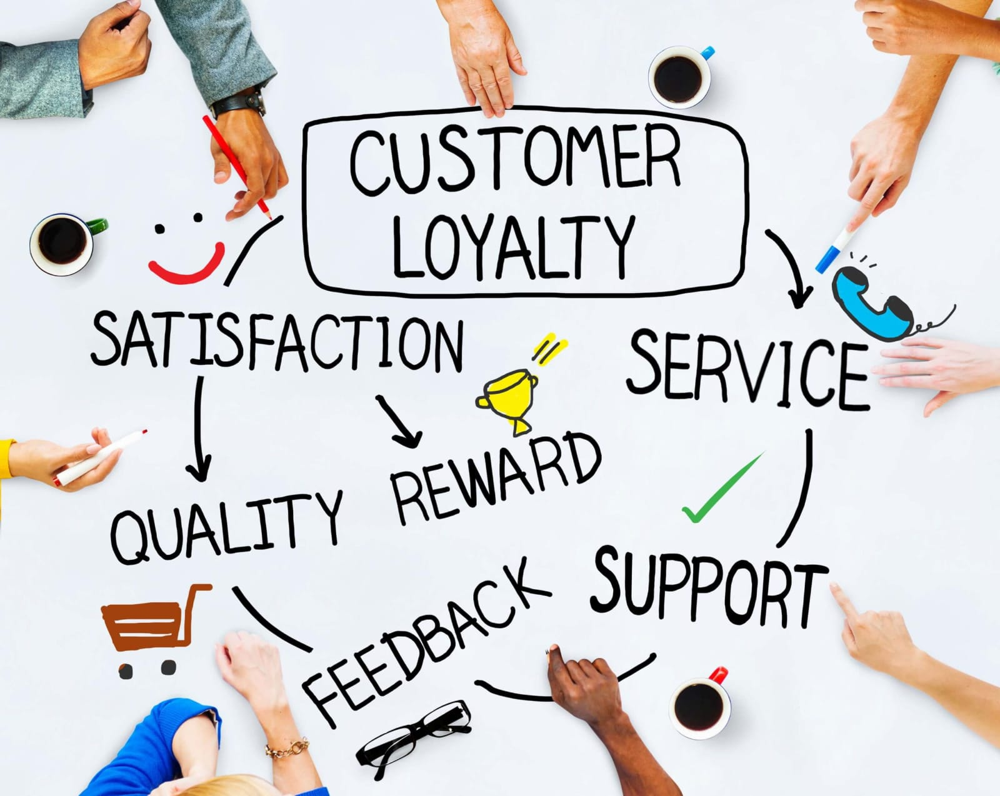 CUSTOMER
LOYALTY
SATISFACTION
SERVICE
REWARD
QUALITY
SUPPORT
FEEDBACK